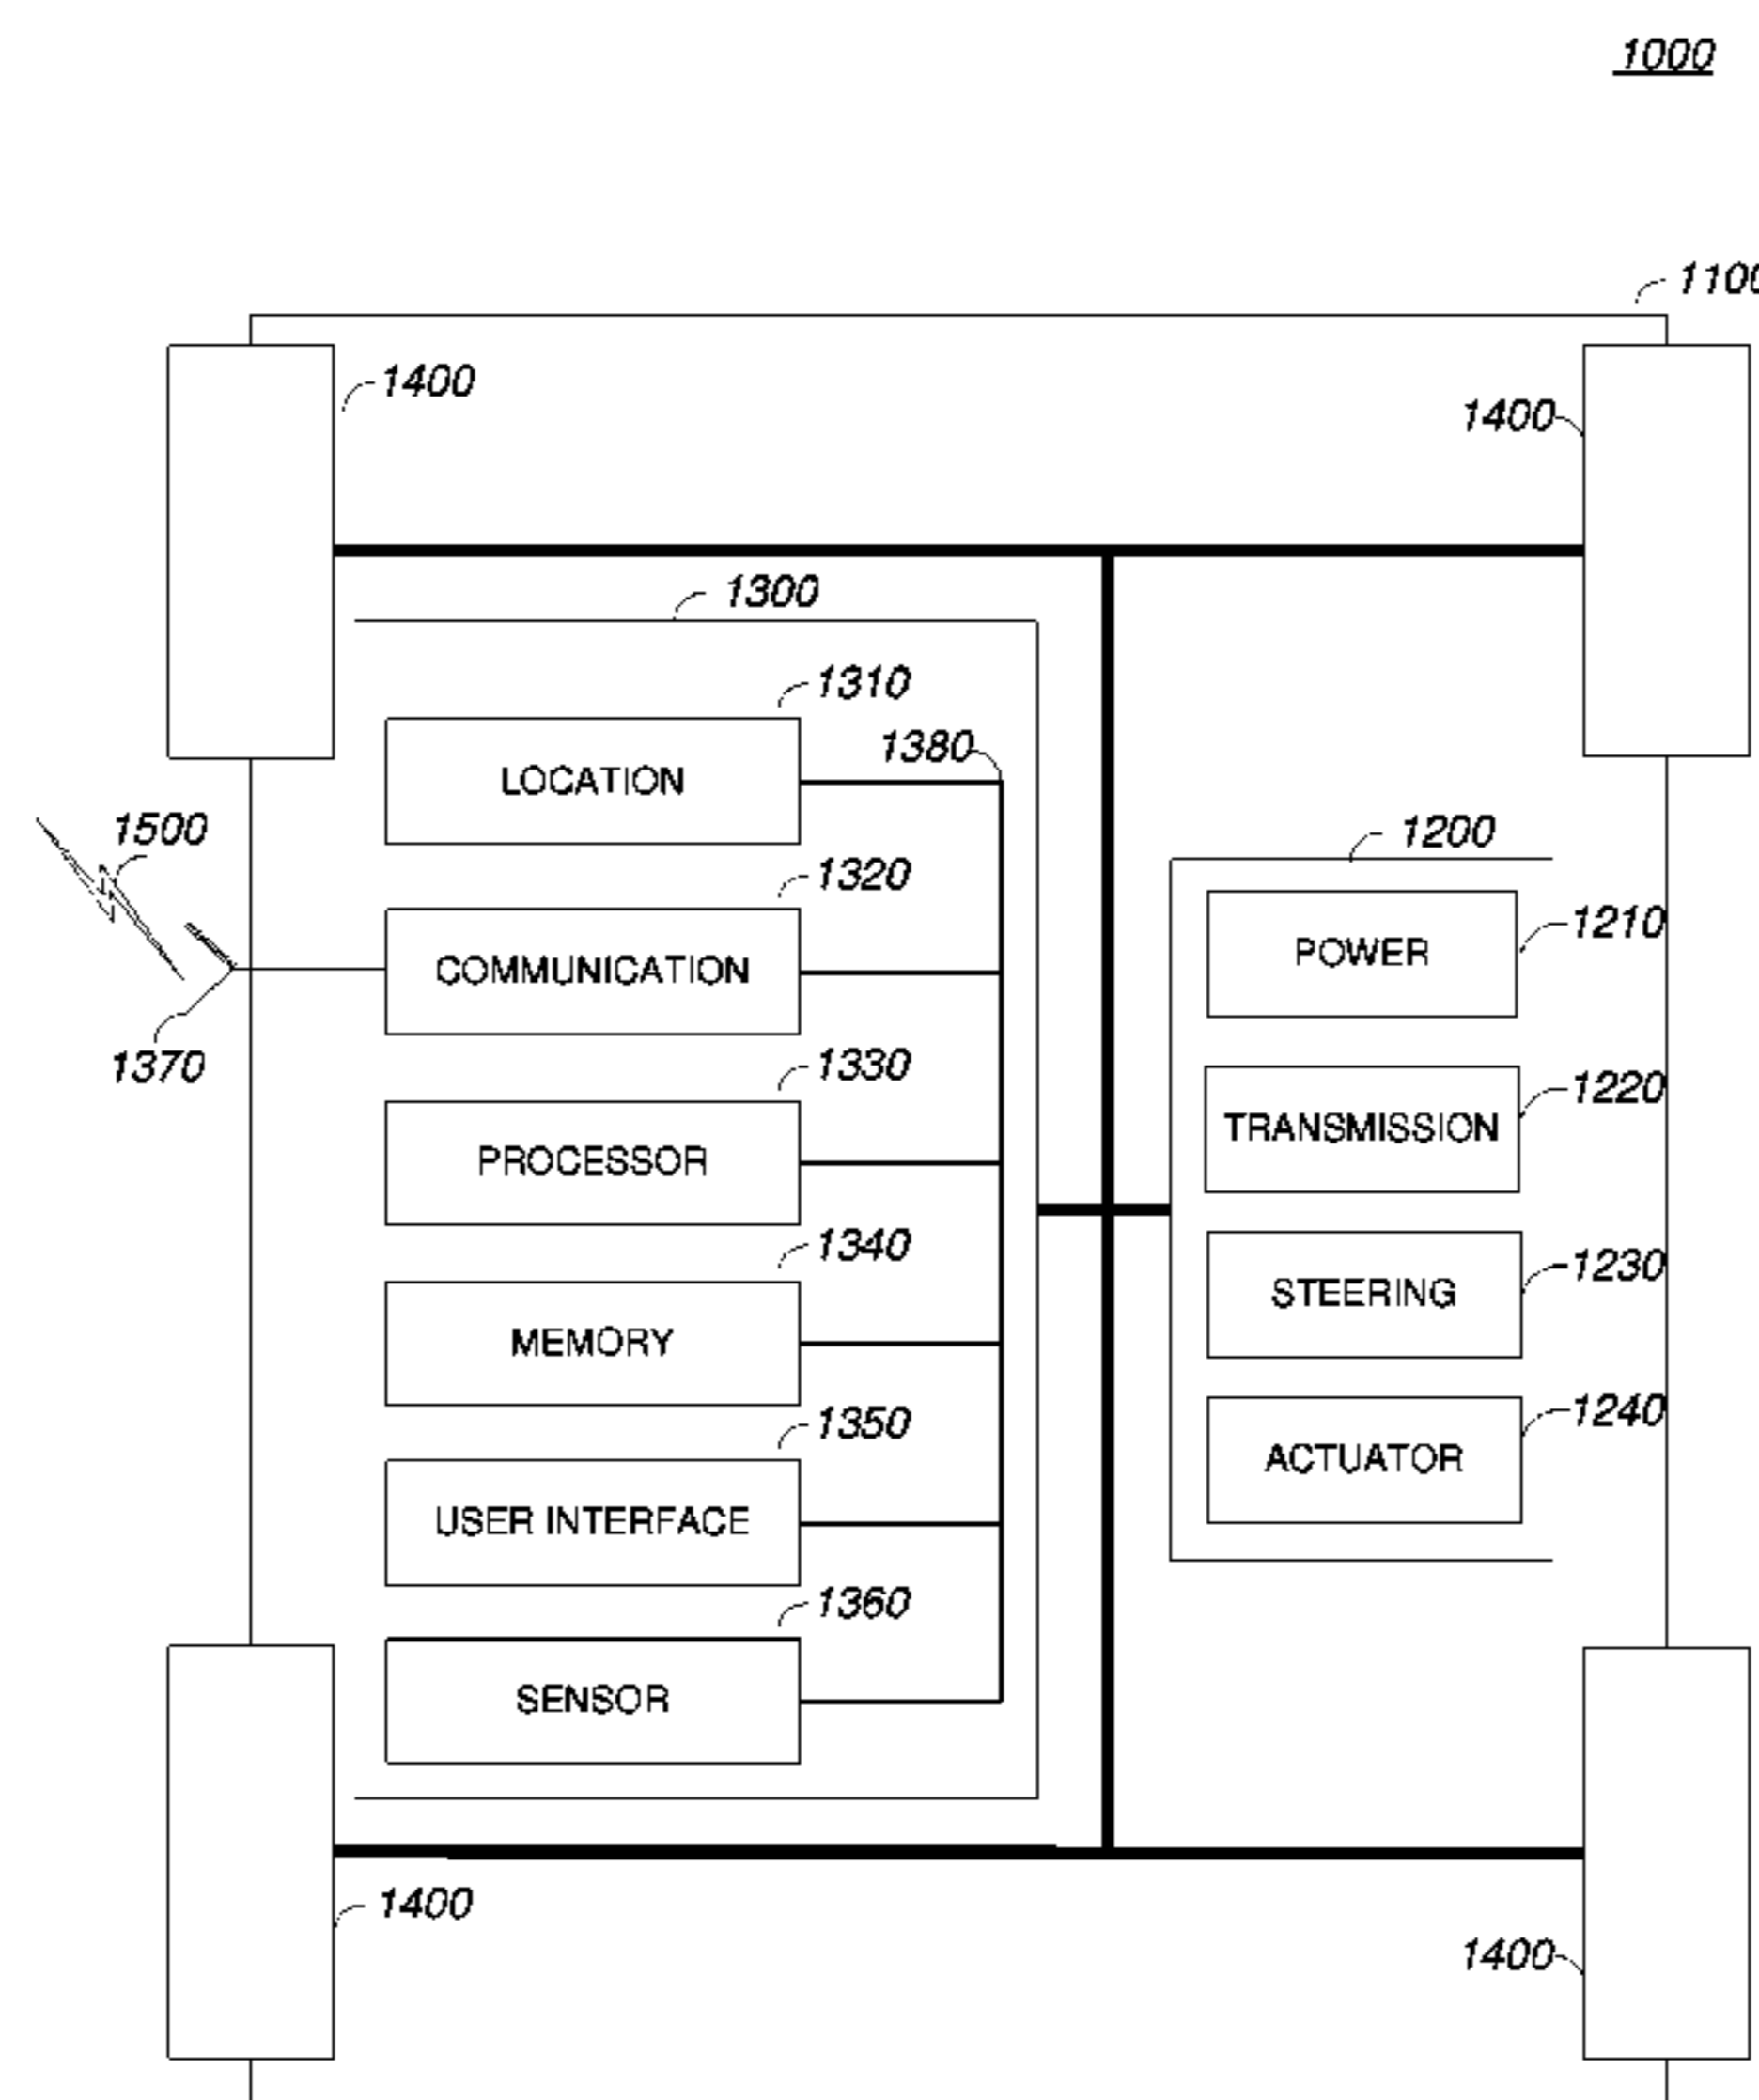 1000
1100
1400
1400
1300
1310
1380
LOCATION
1500
1200
1320
1210
POWER
COMMUNICATION
1370
1330
1220
TRANSMISSION
PROCESSOR
1340
1230
STEERING
MEMORY
1350
1240
ACTUATOR
USER INTERFACE
1360
SENSOR
1400
1400